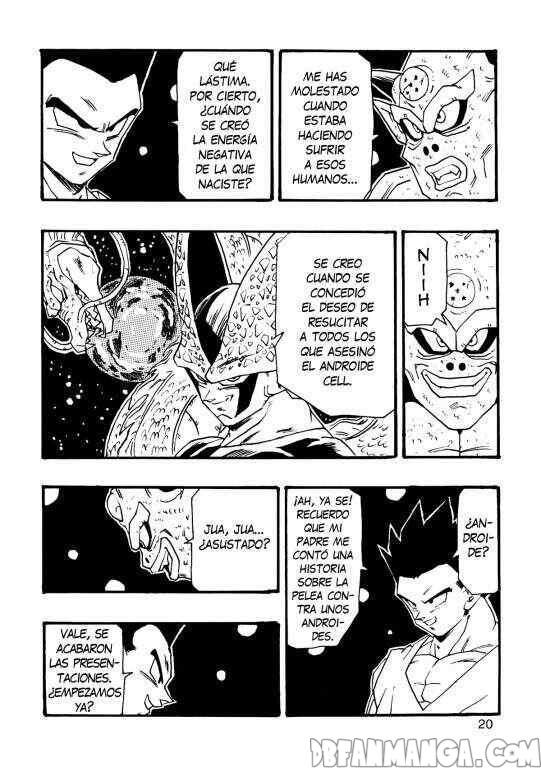 ME HAS
MOLESTADO
CUANDO
ESTABA
HACIENDO
SUFRIR
A ESOS
HUMANOS...
QUÉ
LÁSTIMA.
POR CIERTO,
¿CUÁNDO
SE CREÓ
LA ENERGÍA
NEGATIVA
DE LA QUE
NACISTE?
NIIH
SE CREO
CUANDO SE
CONCEDIÓ
EL DESEO DE
RESUCITAR
A TODOS LOS
QUE ASESINÓ
EL ANDROIDE
CELL.
¿AN-
DROI-
DE?
¡AH, YA SE!
RECUERDO
QUE MI
PADRE ME
CONTÓ UNA
HISTORIA
SOBRE LA
PELEA CON-
TRA UNOS
ANDROI-
DES.
JUA, JUA...
¿ASUSTADO?
VALE, SE
ACABARON
LAS PRESEN-
TACIONES.
¿EMPEZAMOS
YA?
20
DBFANMANGA.COM